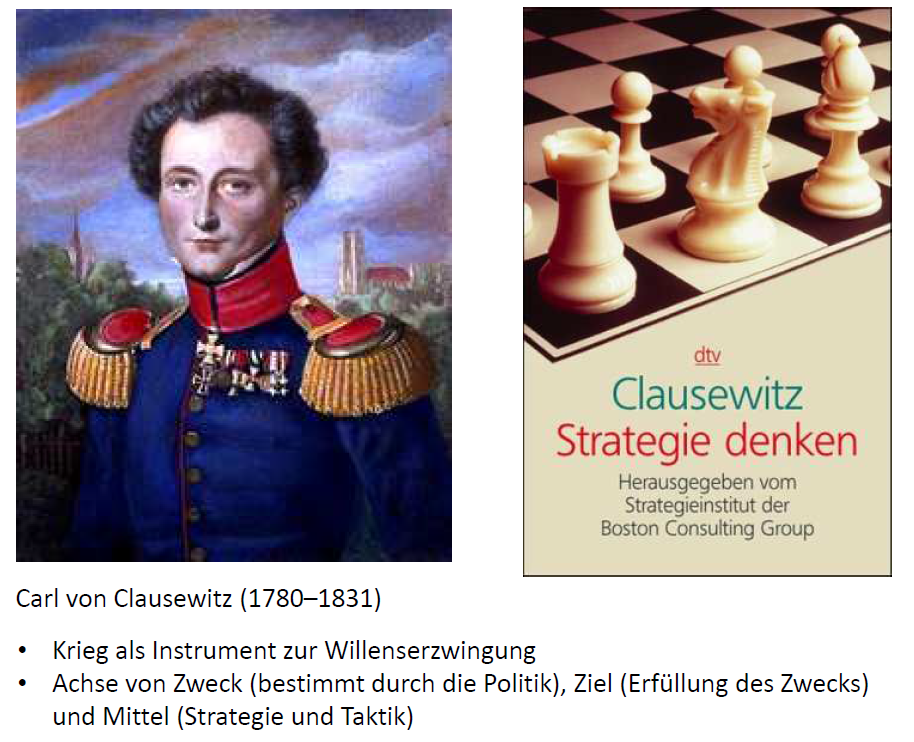 dtv
Clausewitz
Strategie denken
Herausgegeben vom
Strategieinstitut der
Boston Consulting Group
Carl von Clausewitz (1780–1831)
• Krieg als Instrument zur Willenserzwingung
• Achse von Zweck (bestimmt durch die Politik), Ziel (Erfüllung des Zwecks)
und Mittel (Strategie und Taktik)